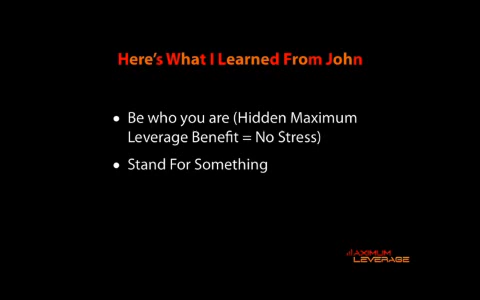 Here's What I Learned From John
• Be who you are (Hidden Maximum
Leverage Benefit = No Stress)
• Stand For Something
MAXIMUM
LEVERAGE